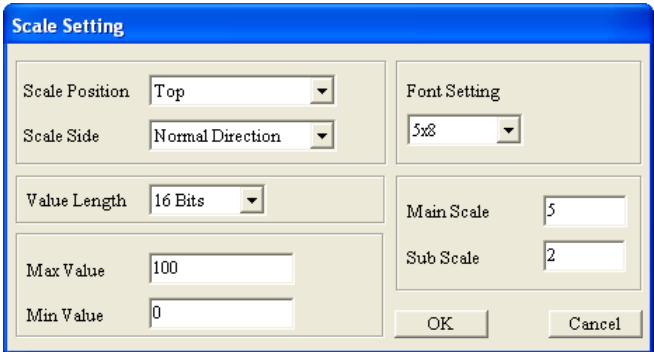 Scale Setting
Scale Position Top
Scale Side Normal Direction
Font Setting
5x8
Value Length 16 Bits
Max Value 100
Min Value 0
Main Scale 5
Sub Scale 2
OK Cancel